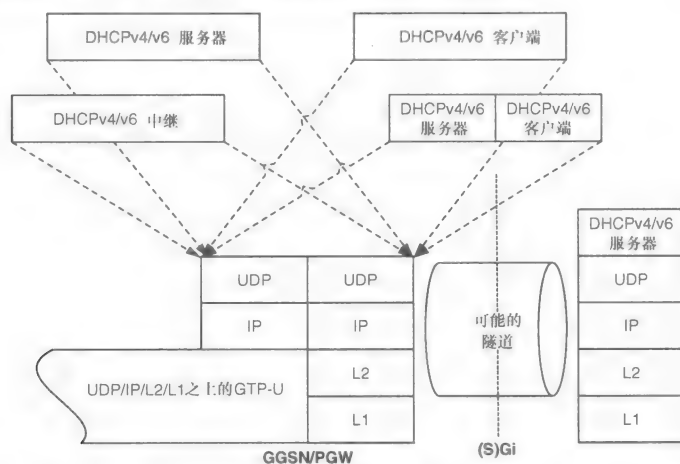 DHCPv4/v6 服务器
DHCPv4/v6 客户端
DHCPv4/v6 中继
DHCPv4/v6
服务器
DHCPv4/v6
客户端
DHCPv4/v6
服务器
UDP
UDP
UDP
IP
IP
可能的
隧道
IP
UDP/IP/L2/L1之上的GTP-U
L2
L2
L1
L1
GGSN/PGW
(S)Gi